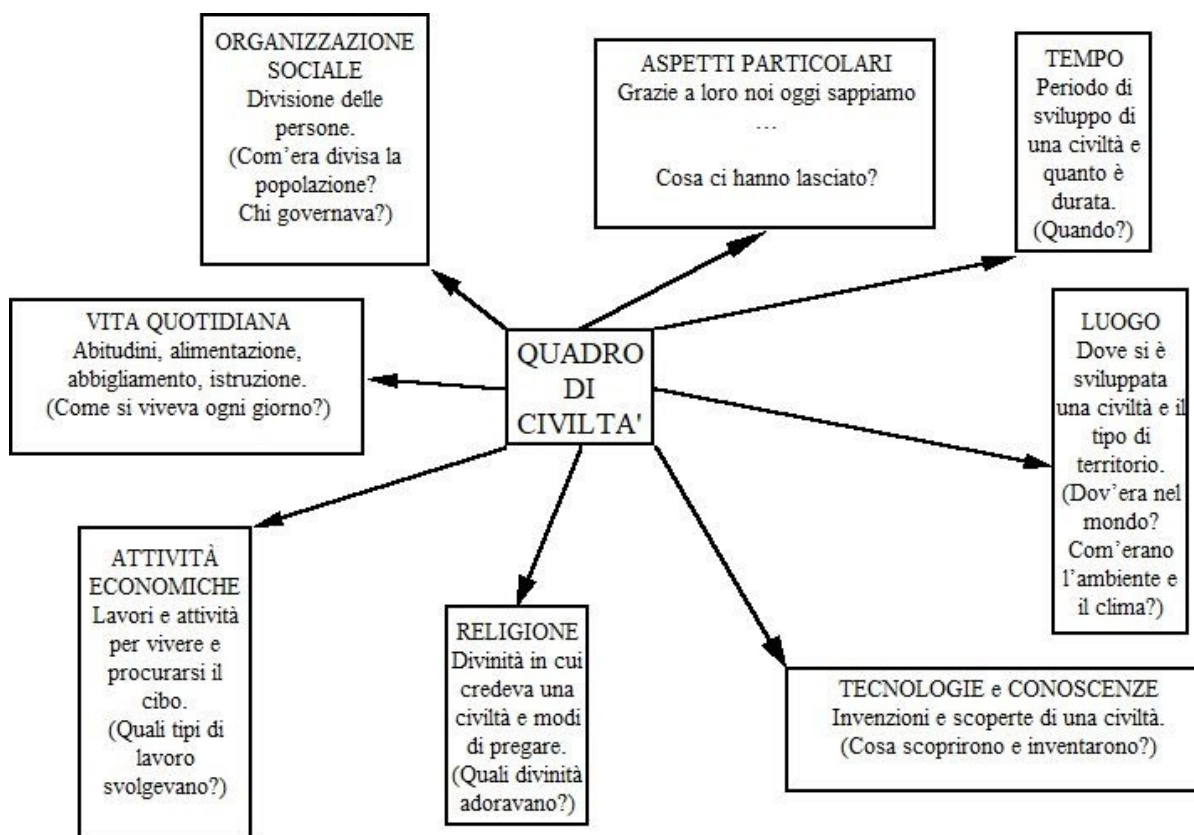 ORGANIZZAZIONE
SOCIALE
Divisione delle
persone.
(Com’era divisa la
popolazione?
Chi governava?)
ASPETTI PARTICOLARI
Grazie a loro noi oggi sappiamo
…
Cosa ci hanno lasciato?
TEMPO
Periodo di
sviluppo di
una civiltà e
quanto è
durata.
(Quando?)
VITA QUOTIDIANA
Abitudini, alimentazione,
abbigliamento, istruzione.
(Come si viveva ogni giorno?)
QUADRO
DI
CIVILTA'
LUOGO
Dove si è
sviluppata
una civiltà e il
tipo di
territorio.
(Dov’era nel
mondo?
Com’erano
l’ambiente e
il clima?)
ATTIVITÀ
ECONOMICHE
Lavori e attività
per vivere e
procurarsi il
cibo.
(Quali tipi di
lavoro
svolgevano?)
RELIGIONE
Divinità in cui
credeva una
civiltà e modi
di pregare.
(Quali divinità
adoravano?)
TECNOLOGIE e CONOSCENZE
Invenzioni e scoperte di una civiltà.
(Cosa scoprirono e inventarono?)